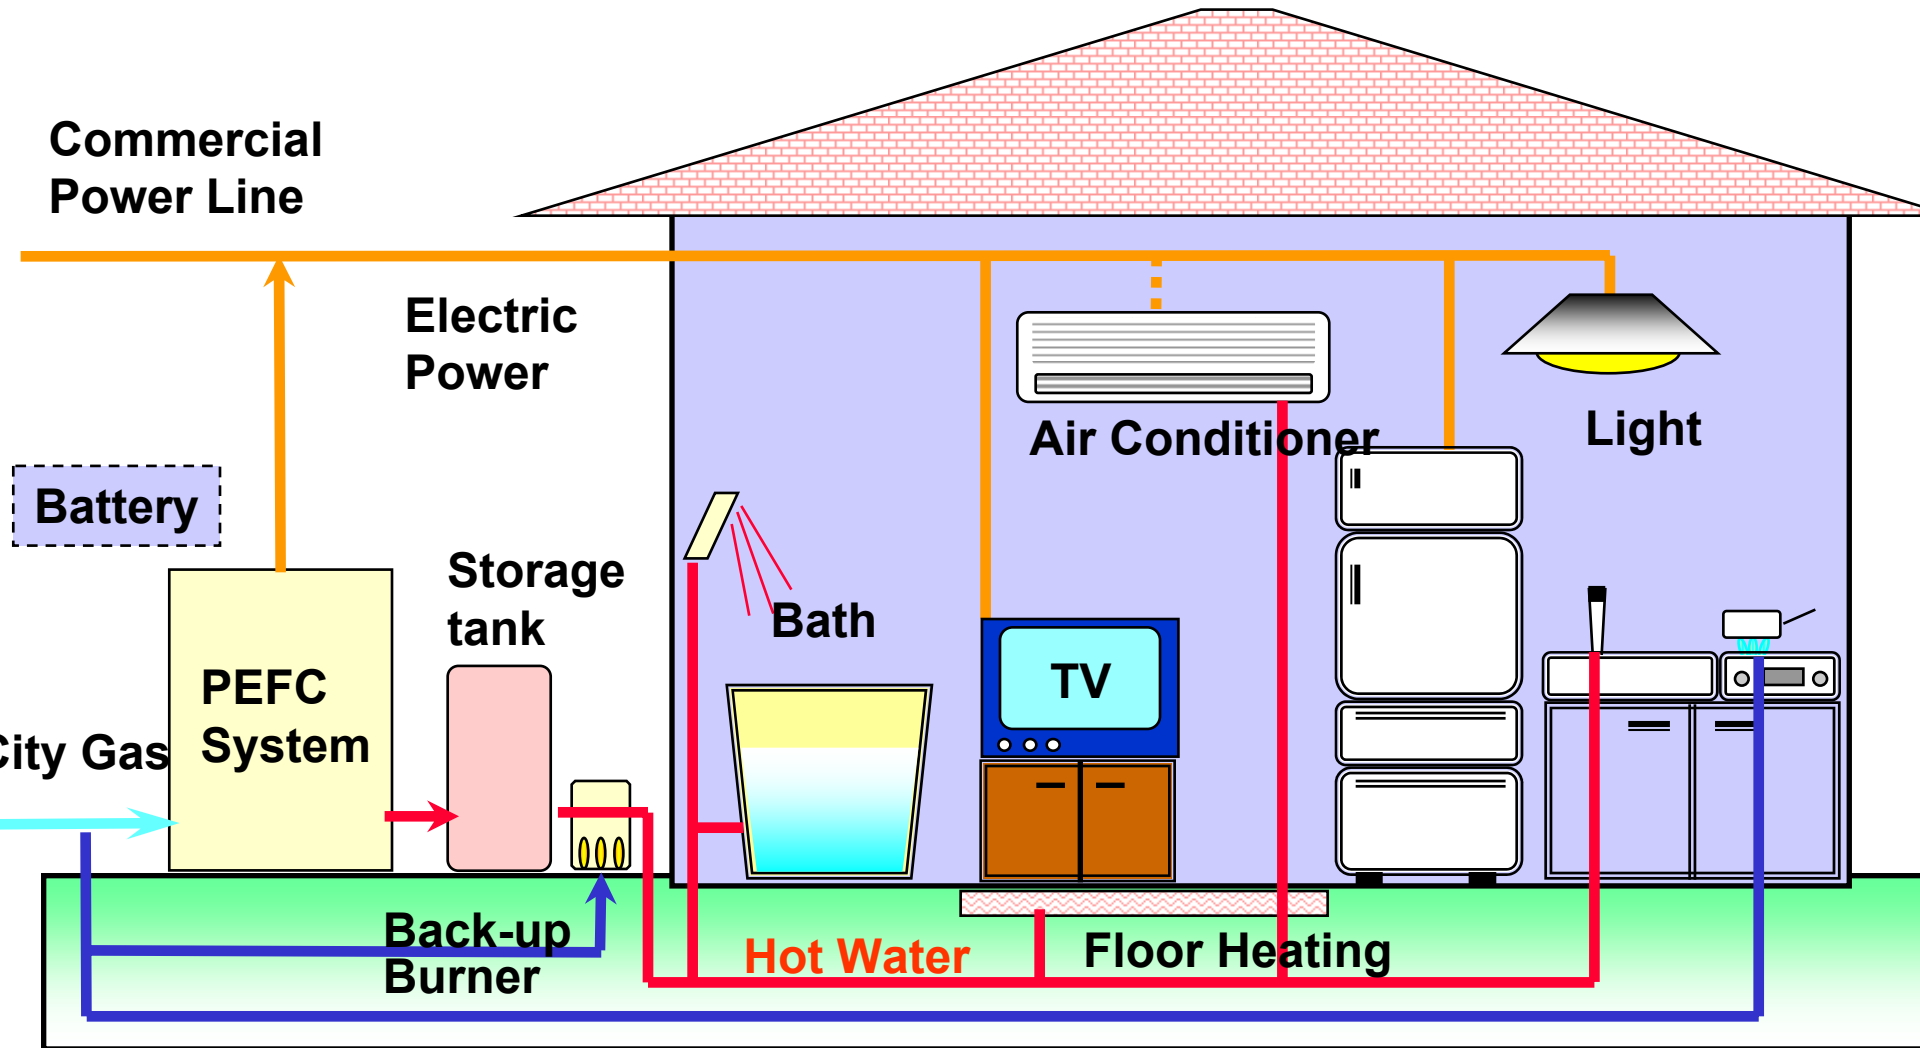 Commercial
Power Line
Electric
Power
Air Conditioner
Light
Battery
Storage
tank
Bath
TV
PEFC
System
City Gas
Back-up
Burner
Hot Water
Floor Heating